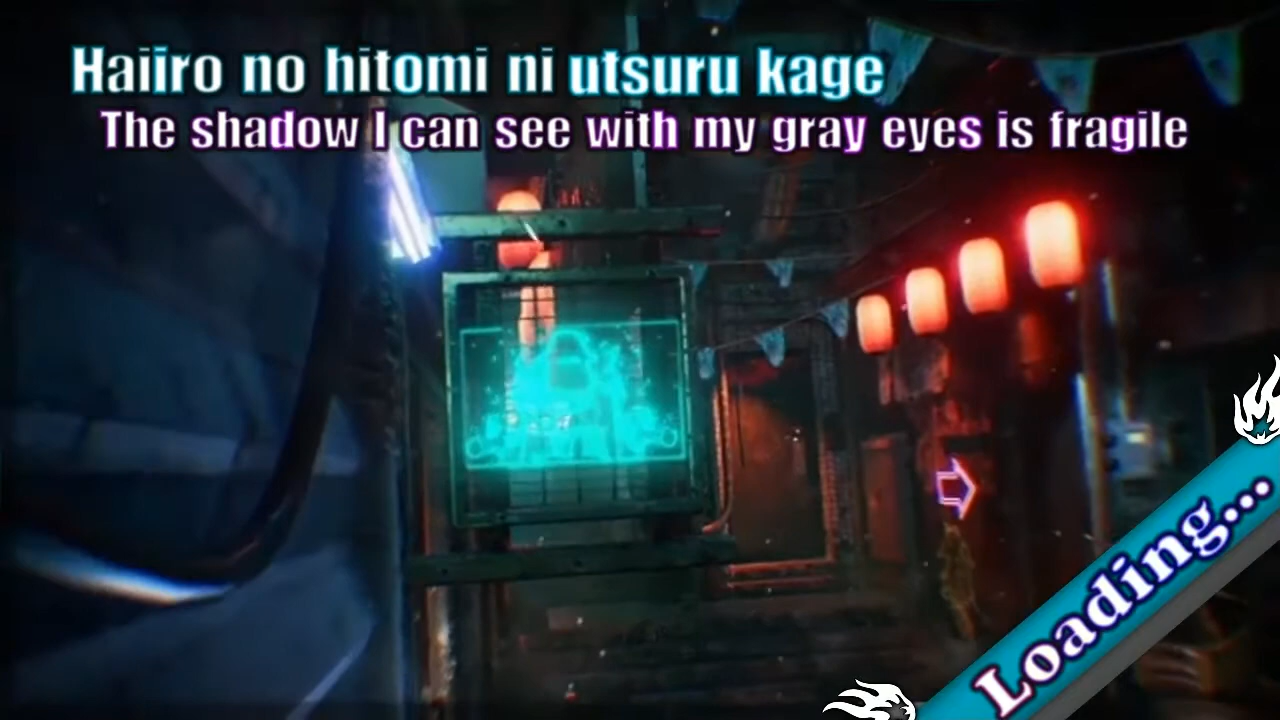 Haiiro no hitomi ni utsuru kage
The shadow I can see with my gray eyes is fragile
Loading...